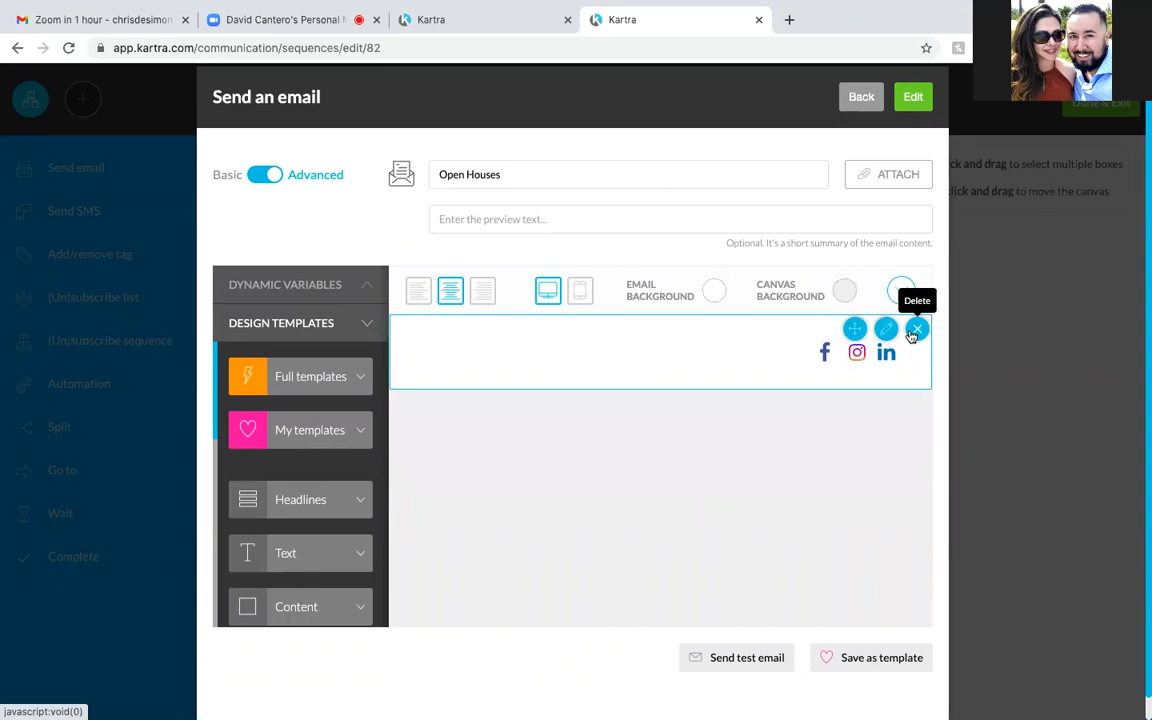 Zoom in 1 hour - chrisdesimon
David Cantero's Personal M
Kartra
Kartra
app.kartra.com/communication/sequences/edit/82
Send an email
Back
Edit
Done & Exit
Basic
Advanced
Open Houses
ATTACH
Enter the preview text...
Optional. It's a short summary of the email content.
Send email
Send SMS
Add/remove tag
(Un)subscribe list
(Un)subscribe sequence
Automation
Split
Go to
Wait
Complete
ck and drag to select multiple boxes
click and drag to move the canvas
DYNAMIC VARIABLES
DESIGN TEMPLATES
EMAIL
BACKGROUND
CANVAS
BACKGROUND
Delete
Full templates
My templates
Headlines
Text
Content
Send test email
Save as template
javascript:void(0)